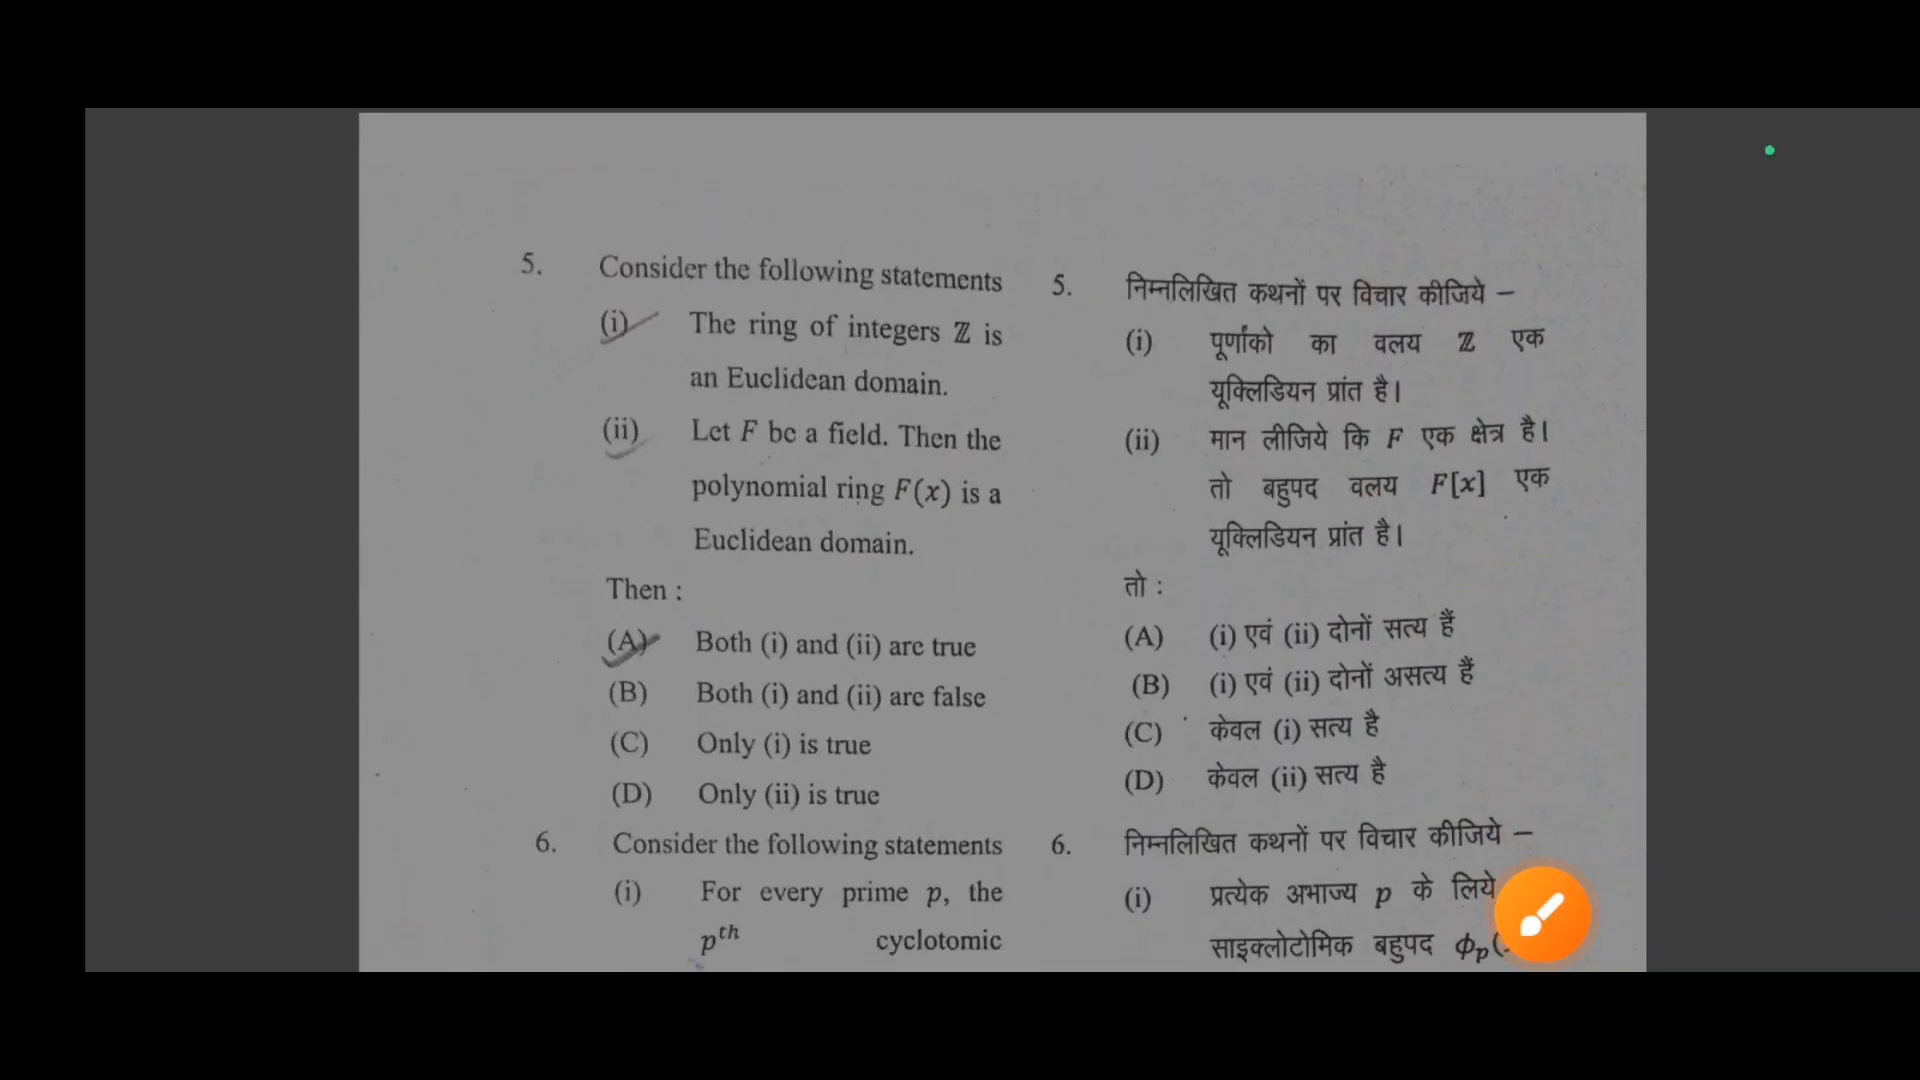 5. Consider the following statements
(i) The ring of integers ℤ is
an Euclidean domain.
(ii) Let F be a field. Then the
polynomial ring F(x) is a
Euclidean domain.
Then :
(A) Both (i) and (ii) are true
(B) Both (i) and (ii) are false
(C) Only (i) is true
(D) Only (ii) is true
6. Consider the following statements
(i) For every prime p, the
pᵗʰ cyclotomic
5. निम्नलिखित कथनों पर विचार कीजिये –
(i) पूर्णांको का वलय ℤ एक
यूक्लिडियन प्रांत है।
(ii) मान लीजिये कि F एक क्षेत्र है।
तो बहुपद वलय F[x] एक
यूक्लिडियन प्रांत है।
तो :
(A) (i) एवं (ii) दोनों सत्य हैं
(B) (i) एवं (ii) दोनों असत्य हैं
(C) केवल (i) सत्य है
(D) केवल (ii) सत्य है
6. निम्नलिखित कथनों पर विचार कीजिये –
(i) प्रत्येक अभाज्य p के लिये
साइक्लोटोमिक बहुपद ϕₚ(